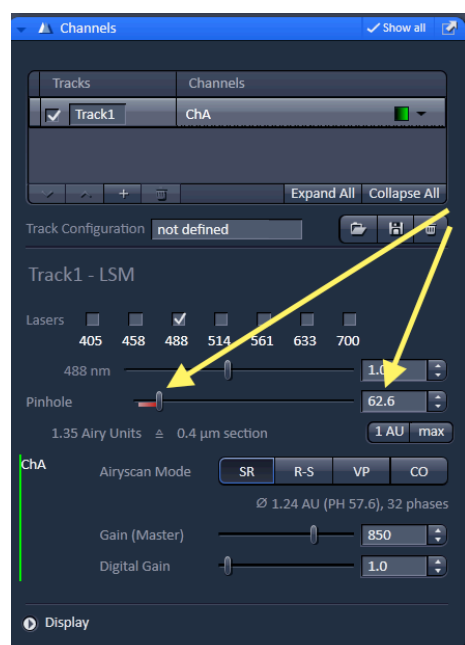 Channels Show all
Tracks Channels
Track1 ChA
Expand All Collapse All
Track Configuration not defined
Track1 - LSM
Lasers
405 458 488 514 561 633 700
488 nm 1.0
Pinhole 62.6
1.35 Airy Units ≙ 0.4 µm section 1 AU max
ChA Airyscan Mode SR R-S VP CO
Ø 1.24 AU (PH 57.6), 32 phases
Gain (Master) 850
Digital Gain 1.0
Display